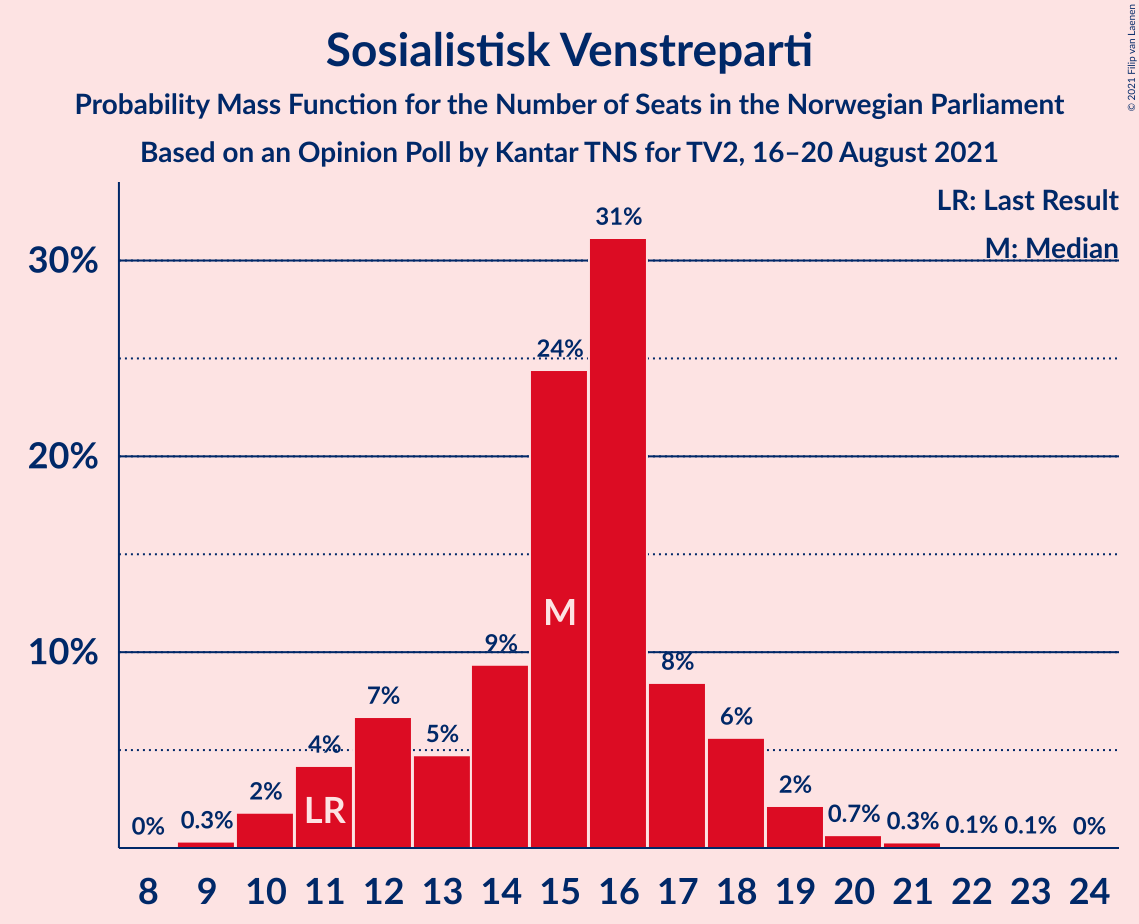 Sosialistisk Venstreparti
Probability Mass Function for the Number of Seats in the Norwegian Parliament
Based on an Opinion Poll by Kantar TNS for TV2, 16–20 August 2021
© 2021 Filip van Laenen
LR: Last Result
M: Median
30%
20%
10%
0%
0.3%
2%
4%
7%
5%
9%
24%
31%
8%
6%
2%
0.7%
0.3%
0.1%
0.1%
0%
LR
M
8 9 10 11 12 13 14 15 16 17 18 19 20 21 22 23 24